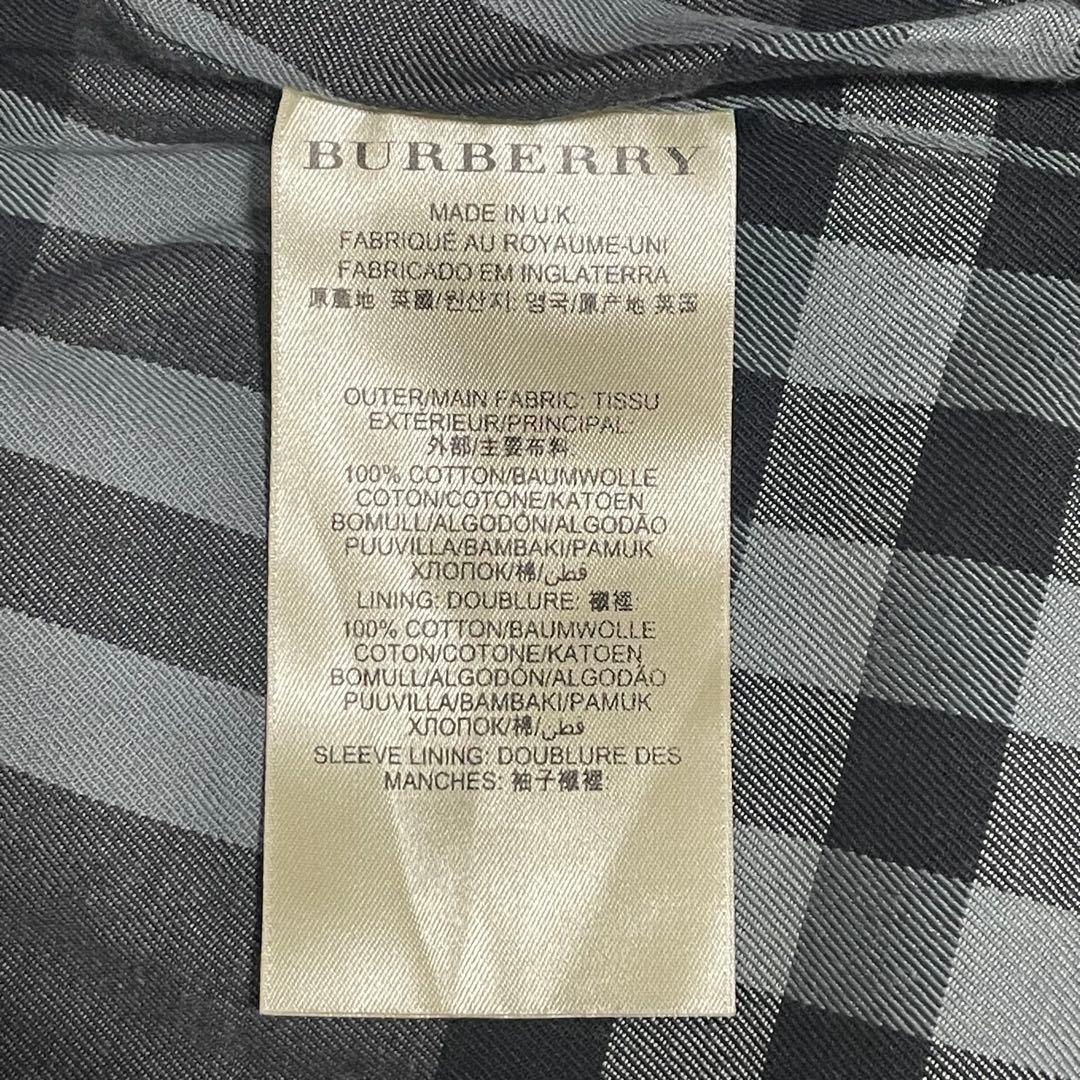 BURBERRY
MADE IN U.K.
FABRIQUÉ AU ROYAUME-UNI
FABRICADO EM INGLATERRA
原產地 英國/원산지 영국/原产地 英国
OUTER/MAIN FABRIC: TISSU
EXTERIEUR/PRINCIPAL:
外部/主要布料:
100% COTTON/BAUMWOLLE
COTON/COTONE/KATOEN
BOMULL/ALGODÓN/ALGODÃO
PUUVILLA/BAMBAKI/PAMUK
ХЛОПОК/棉/قطن
LINING: DOUBLURE: 襯裡:
100% COTTON/BAUMWOLLE
COTON/COTONE/KATOEN
BOMULL/ALGODÓN/ALGODÃO
PUUVILLA/BAMBAKI/PAMUK
ХЛОПОК/棉/قطن
SLEEVE LINING: DOUBLURE DES
MANCHES: 袖子襯裡: